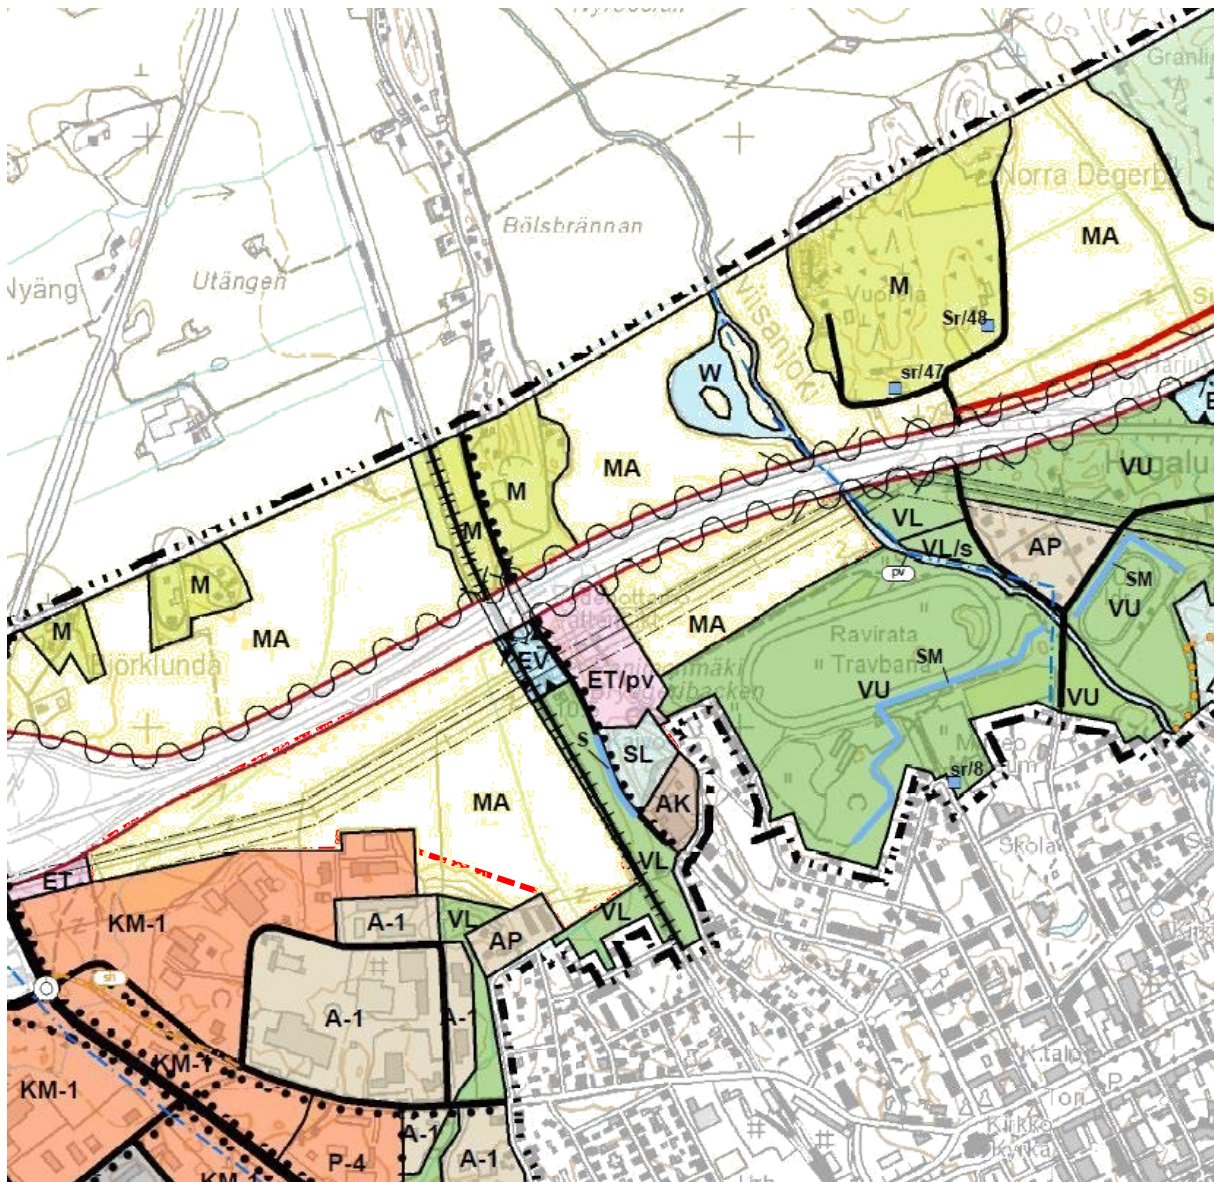 Norra Degerby
MA
Bölsbrännan
Utängen
Nyäng
M
Vuorela
Sr/48
Viisanjoki
W
sr/47
MA
M
VU
M
VL
VL/s
AP
pv
SM
M
VU
M
MA
MA
Björklunda
Ravirata
Travbana
EV
ET/pv
SM
VU
VU
S
SL
sr/8
MA
AK
Skola
VL
ET
KM-1
A-1
VL
VL
AP
sh
A-1
A-1
K.talo
KM-1
KM-1
P
Tori
Kirkko
Kyrka
A-1
P-4
A-1
KM-1